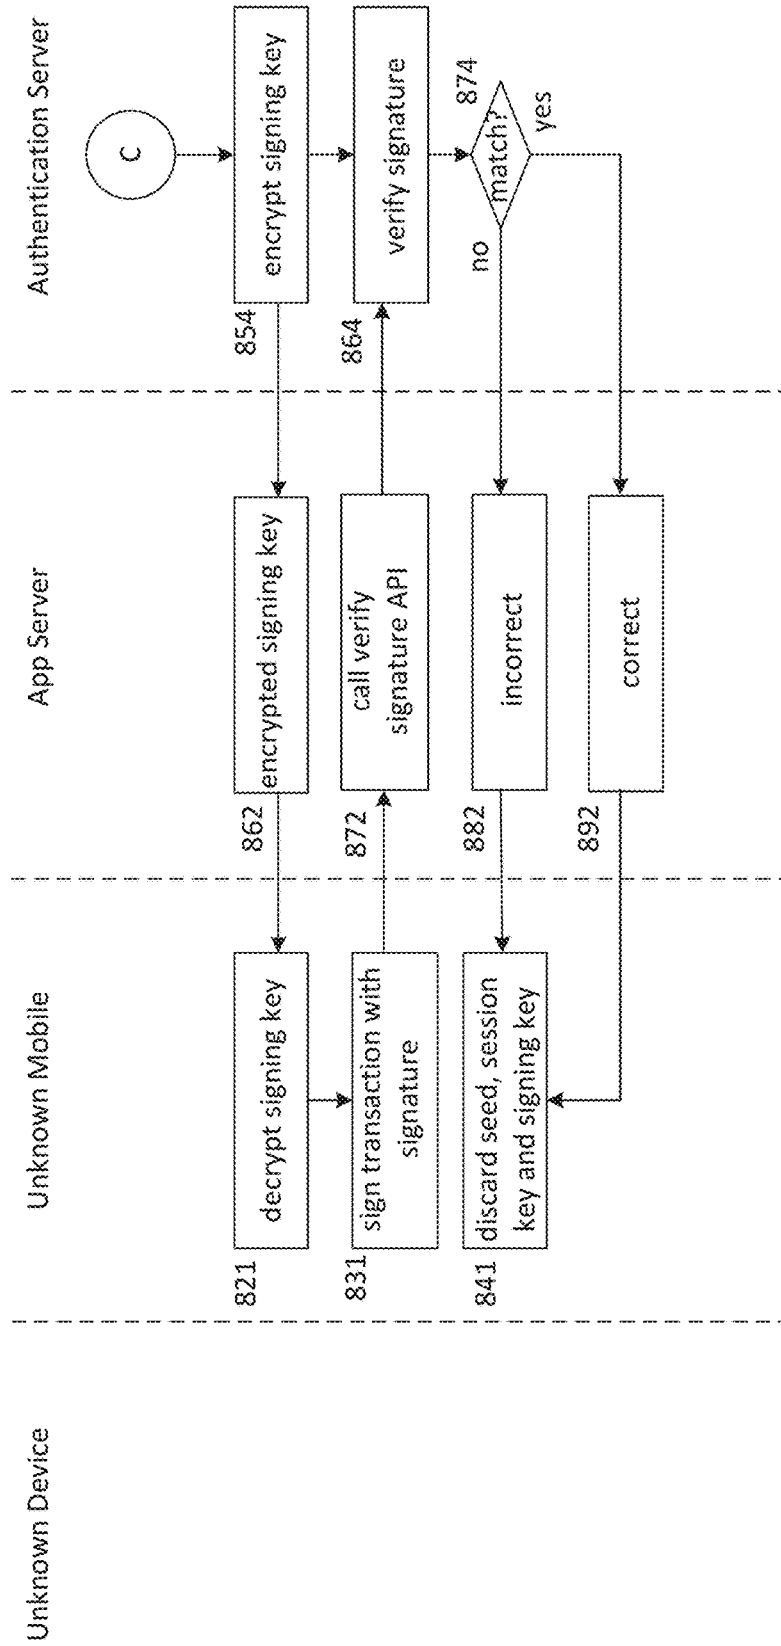 Unknown Device
Unknown Mobile
App Server
Authentication Server
C
821
decrypt signing key
862
encrypted signing key
854
encrypt signing key
831
sign transaction with
signature
872
call verify
signature API
864
verify signature
841
discard seed, session
key and signing key
882
incorrect
no
match?
874
yes
892
correct